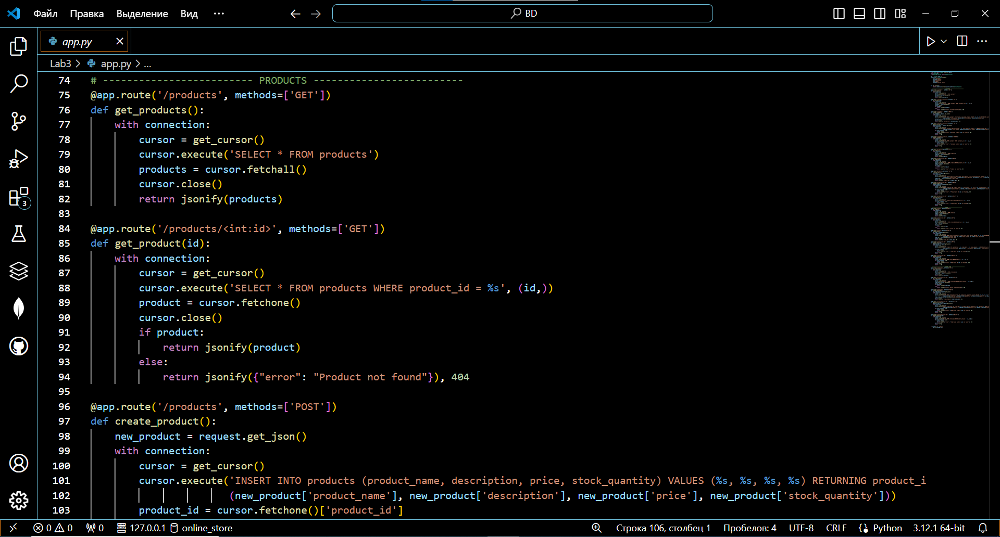 Файл Правка Выделение Вид ··· BD
app.py
Lab3 > app.py > ...
74 # ------------------------- PRODUCTS -------------------------
75 @app.route('/products', methods=['GET'])
76 def get_products():
77 with connection:
78 cursor = get_cursor()
79 cursor.execute('SELECT * FROM products')
80 products = cursor.fetchall()
81 cursor.close()
82 return jsonify(products)
83
84 @app.route('/products/<int:id>', methods=['GET'])
85 def get_product(id):
86 with connection:
87 cursor = get_cursor()
88 cursor.execute('SELECT * FROM products WHERE product_id = %s', (id,))
89 product = cursor.fetchone()
90 cursor.close()
91 if product:
92 return jsonify(product)
93 else:
94 return jsonify({"error": "Product not found"}), 404
95
96 @app.route('/products', methods=['POST'])
97 def create_product():
98 new_product = request.get_json()
99 with connection:
100 cursor = get_cursor()
101 cursor.execute('INSERT INTO products (product_name, description, price, stock_quantity) VALUES (%s, %s, %s, %s) RETURNING product_i
102 (new_product['product_name'], new_product['description'], new_product['price'], new_product['stock_quantity']))
103 product_id = cursor.fetchone()['product_id']
3
0 0 0 127.0.0.1 online_store Строка 106, столбец 1 Пробелов: 4 UTF-8 CRLF Python 3.12.1 64-bit